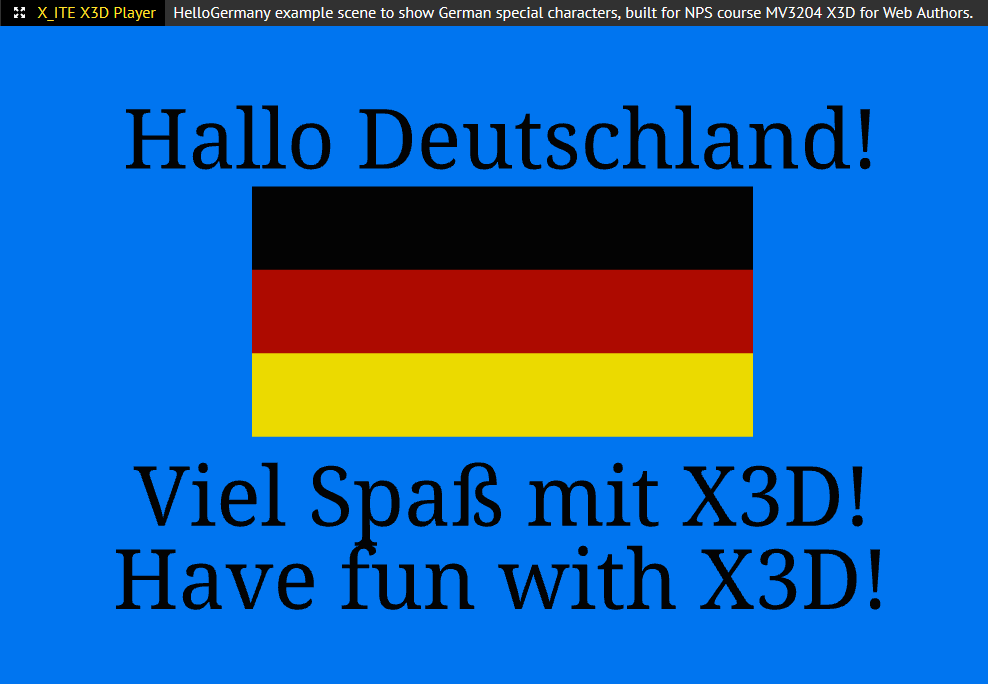 X_ITE X3D Player HelloGermany example scene to show German special characters, built for NPS course MV3204 X3D for Web Authors.
Hallo Deutschland!
Viel Spaß mit X3D!
Have fun with X3D!